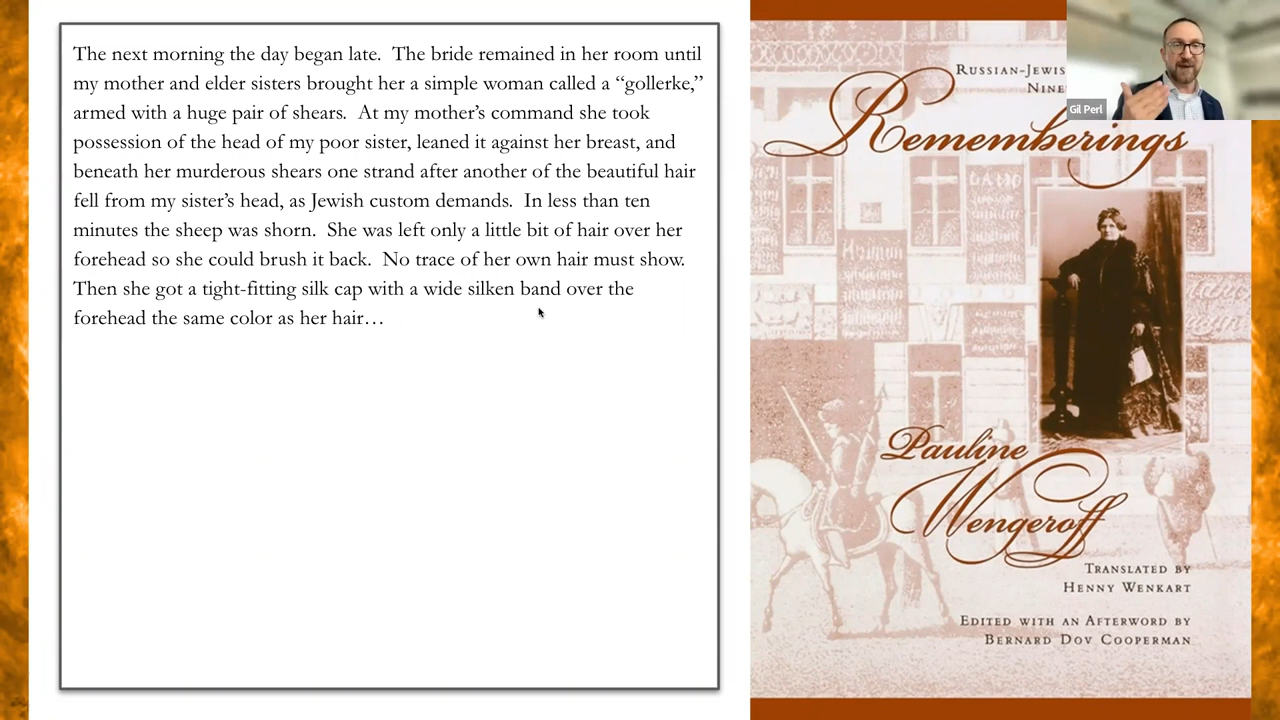 The next morning the day began late.  The bride remained in her room until
my mother and elder sisters brought her a simple woman called a “gollerke,”
armed with a huge pair of shears.  At my mother’s command she took
possession of the head of my poor sister, leaned it against her breast, and
beneath her murderous shears one strand after another of the beautiful hair
fell from my sister’s head, as Jewish custom demands.  In less than ten
minutes the sheep was shorn.  She was left only a little bit of hair over her
forehead so she could brush it back.  No trace of her own hair must show.
Then she got a tight-fitting silk cap with a wide silken band over the
forehead the same color as her hair…
Gil Perl
Rememberings
Pauline
Wengeroff
TRANSLATED BY
HENNY WENKART
EDITED WITH AN AFTERWORD BY
BERNARD DOV COOPERMAN